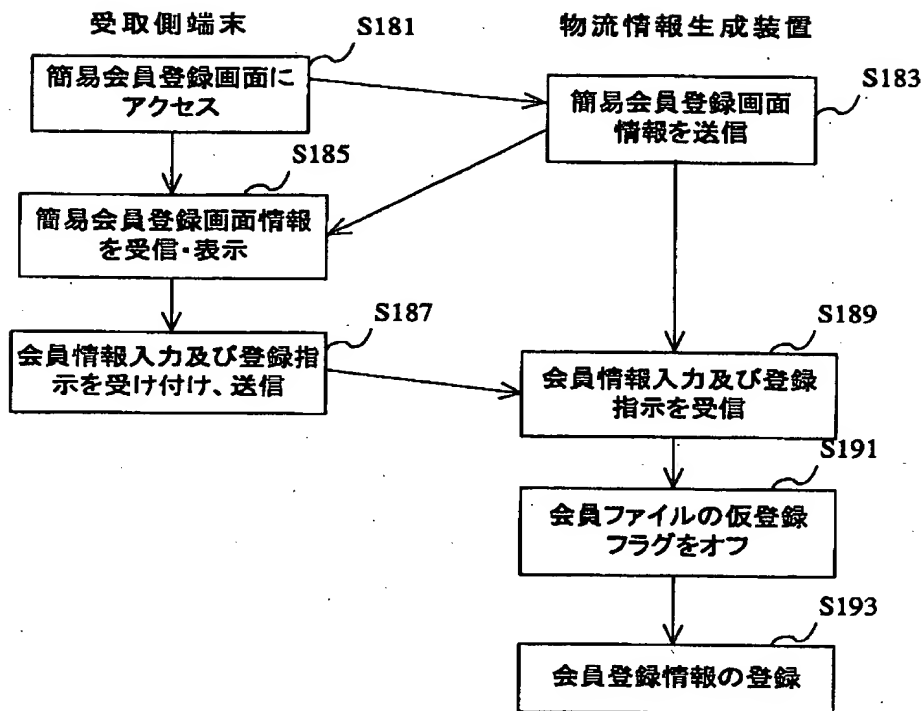 受取側端末
物流情報生成装置
S181
簡易会員登録画面に
アクセス
S183
簡易会員登録画面
情報を送信
S185
簡易会員登録画面情報
を受信・表示
S187
会員情報入力及び登録指
示を受け付け、送信
S189
会員情報入力及び登録
指示を受信
S191
会員ファイルの仮登録
フラグをオフ
S193
会員登録情報の登録